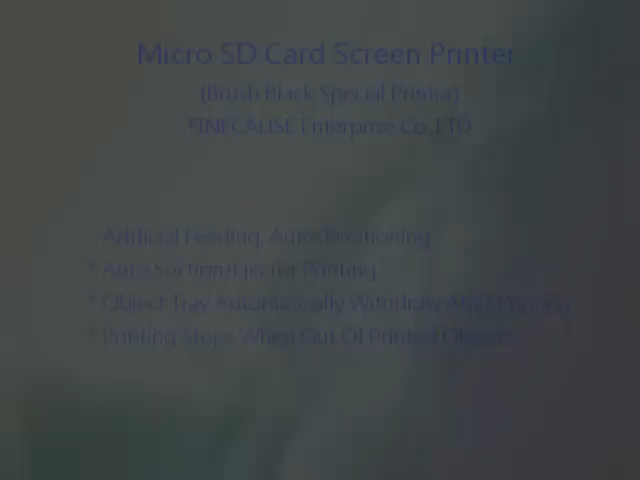 Micro SD Card Screen Printer
(Brush Black Special Printer)
FINECAUSE Enterprise Co.,LTD
Artificial Feeding, Auto Positioning
* Auto Suction/Ejector Printing
* Object Tray Automatically Withdraw After Printing
* Printing Stops When Out Of Printed Objects